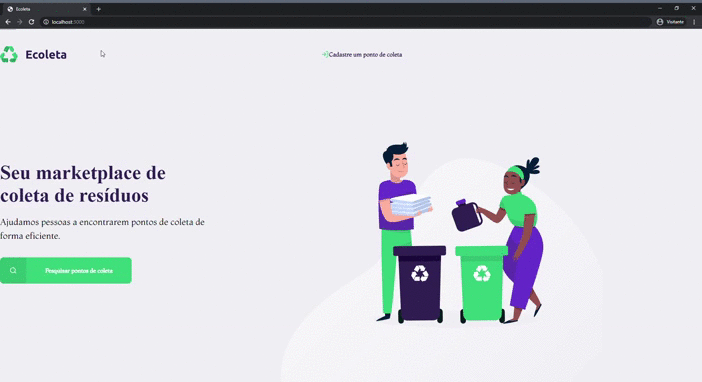 Ecoleta
localhost:5000
Visitante
Ecoleta
Cadastre um ponto de coleta
Seu marketplace de
coleta de resíduos
Ajudamos pessoas a encontrarem pontos de coleta de
forma eficiente.
Pesquisar pontos de coleta